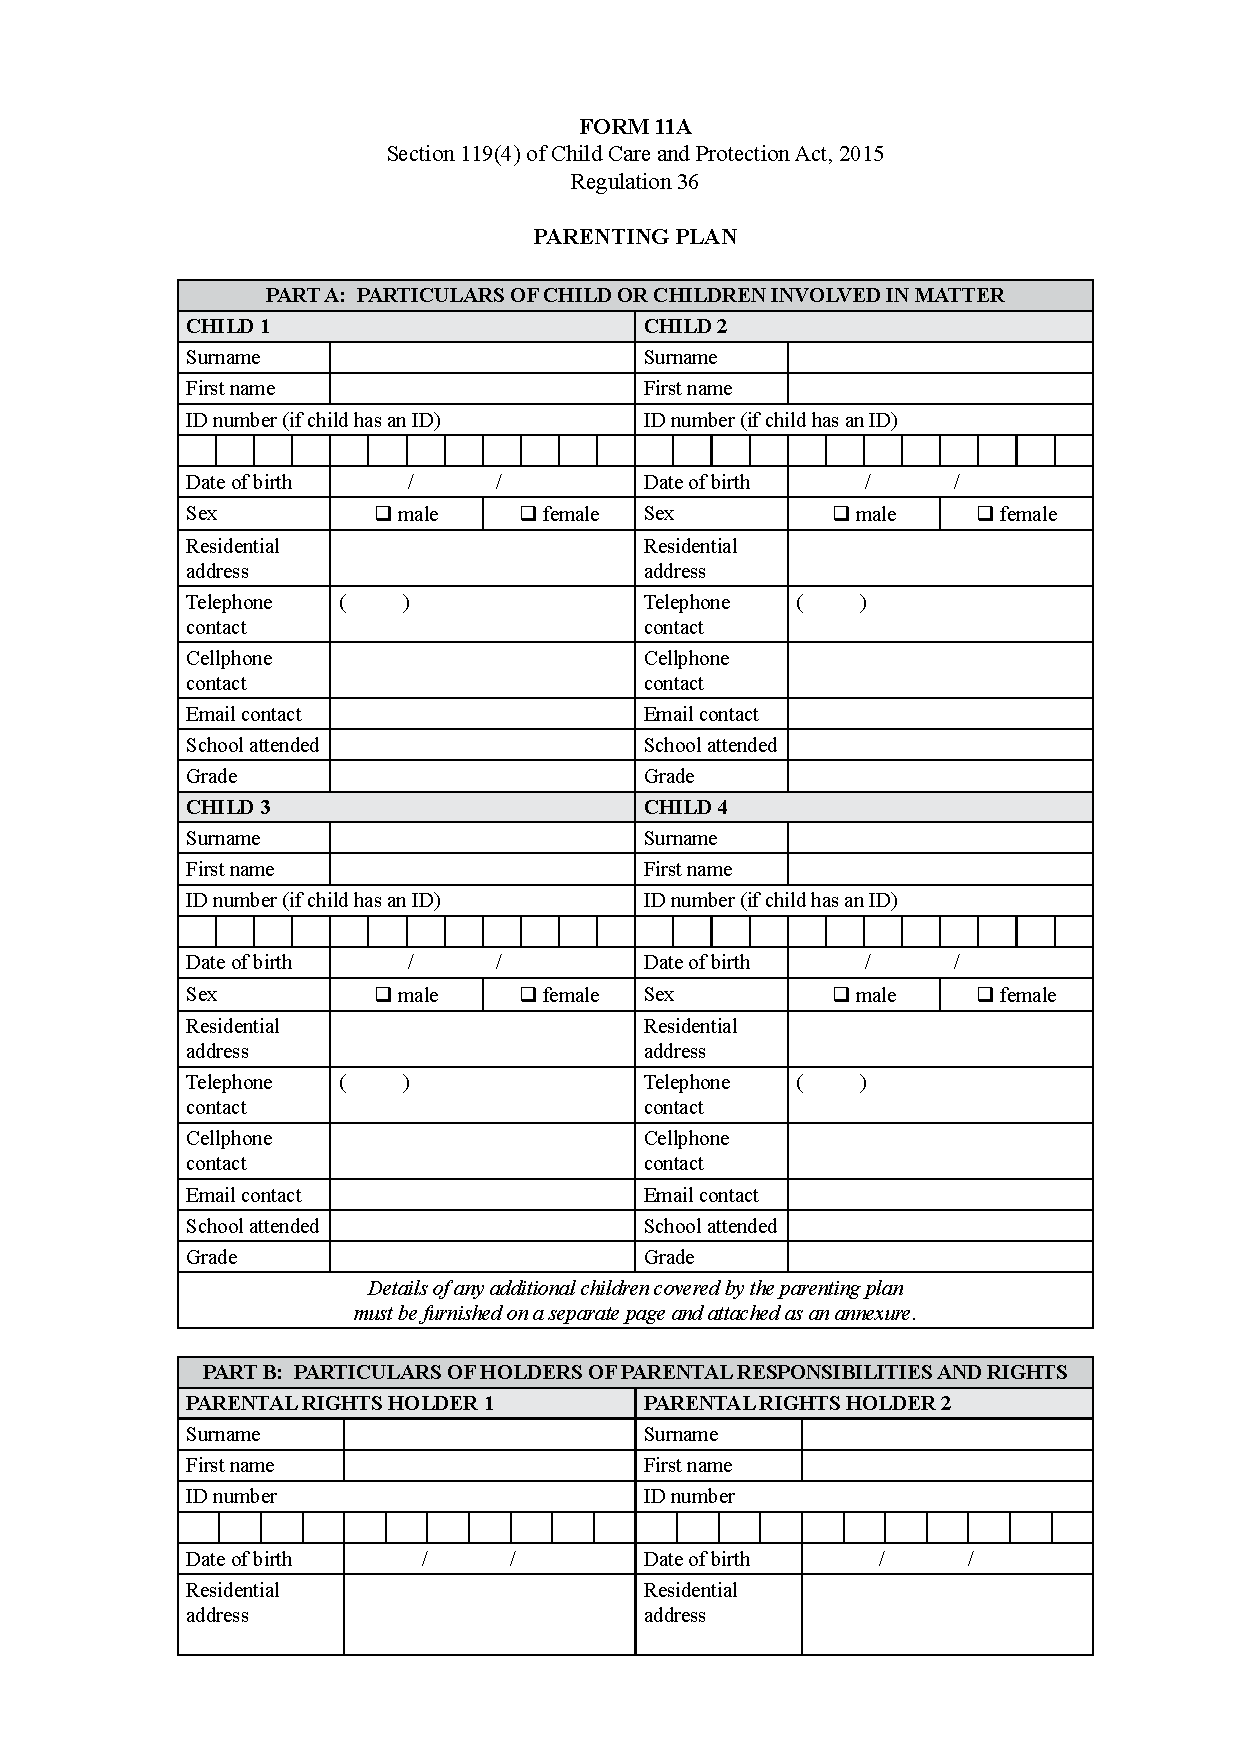 FORM 11A
Section 119(4) of Child Care and Protection Act, 2015
Regulation 36
PARENTING PLAN
PART A: PARTICULARS OF CHILD OR CHILDREN INVOLVED IN MATTER
CHILD 1 CHILD 2
Surname Surname
First name First name
ID number (if child has an ID) ID number (if child has an ID)
Date of birth / / Date of birth / /
Sex ❑ male ❑ female Sex ❑ male ❑ female
Residential Residential
address address
Telephone ( ) Telephone ( )
contact contact
Cellphone Cellphone
contact contact
Email contact Email contact
School attended School attended
Grade Grade
CHILD 3 CHILD 4
Surname Surname
First name First name
ID number (if child has an ID) ID number (if child has an ID)
Date of birth / / Date of birth / /
Sex ❑ male ❑ female Sex ❑ male ❑ female
Residential Residential
address address
Telephone ( ) Telephone ( )
contact contact
Cellphone Cellphone
contact contact
Email contact Email contact
School attended School attended
Grade Grade
Details of any additional children covered by the parenting plan
must be furnished on a separate page and attached as an annexure.
PART B: PARTICULARS OF HOLDERS OF PARENTAL RESPONSIBILITIES AND RIGHTS
PARENTAL RIGHTS HOLDER 1 PARENTAL RIGHTS HOLDER 2
Surname Surname
First name First name
ID number ID number
Date of birth / / Date of birth / /
Residential Residential
address address